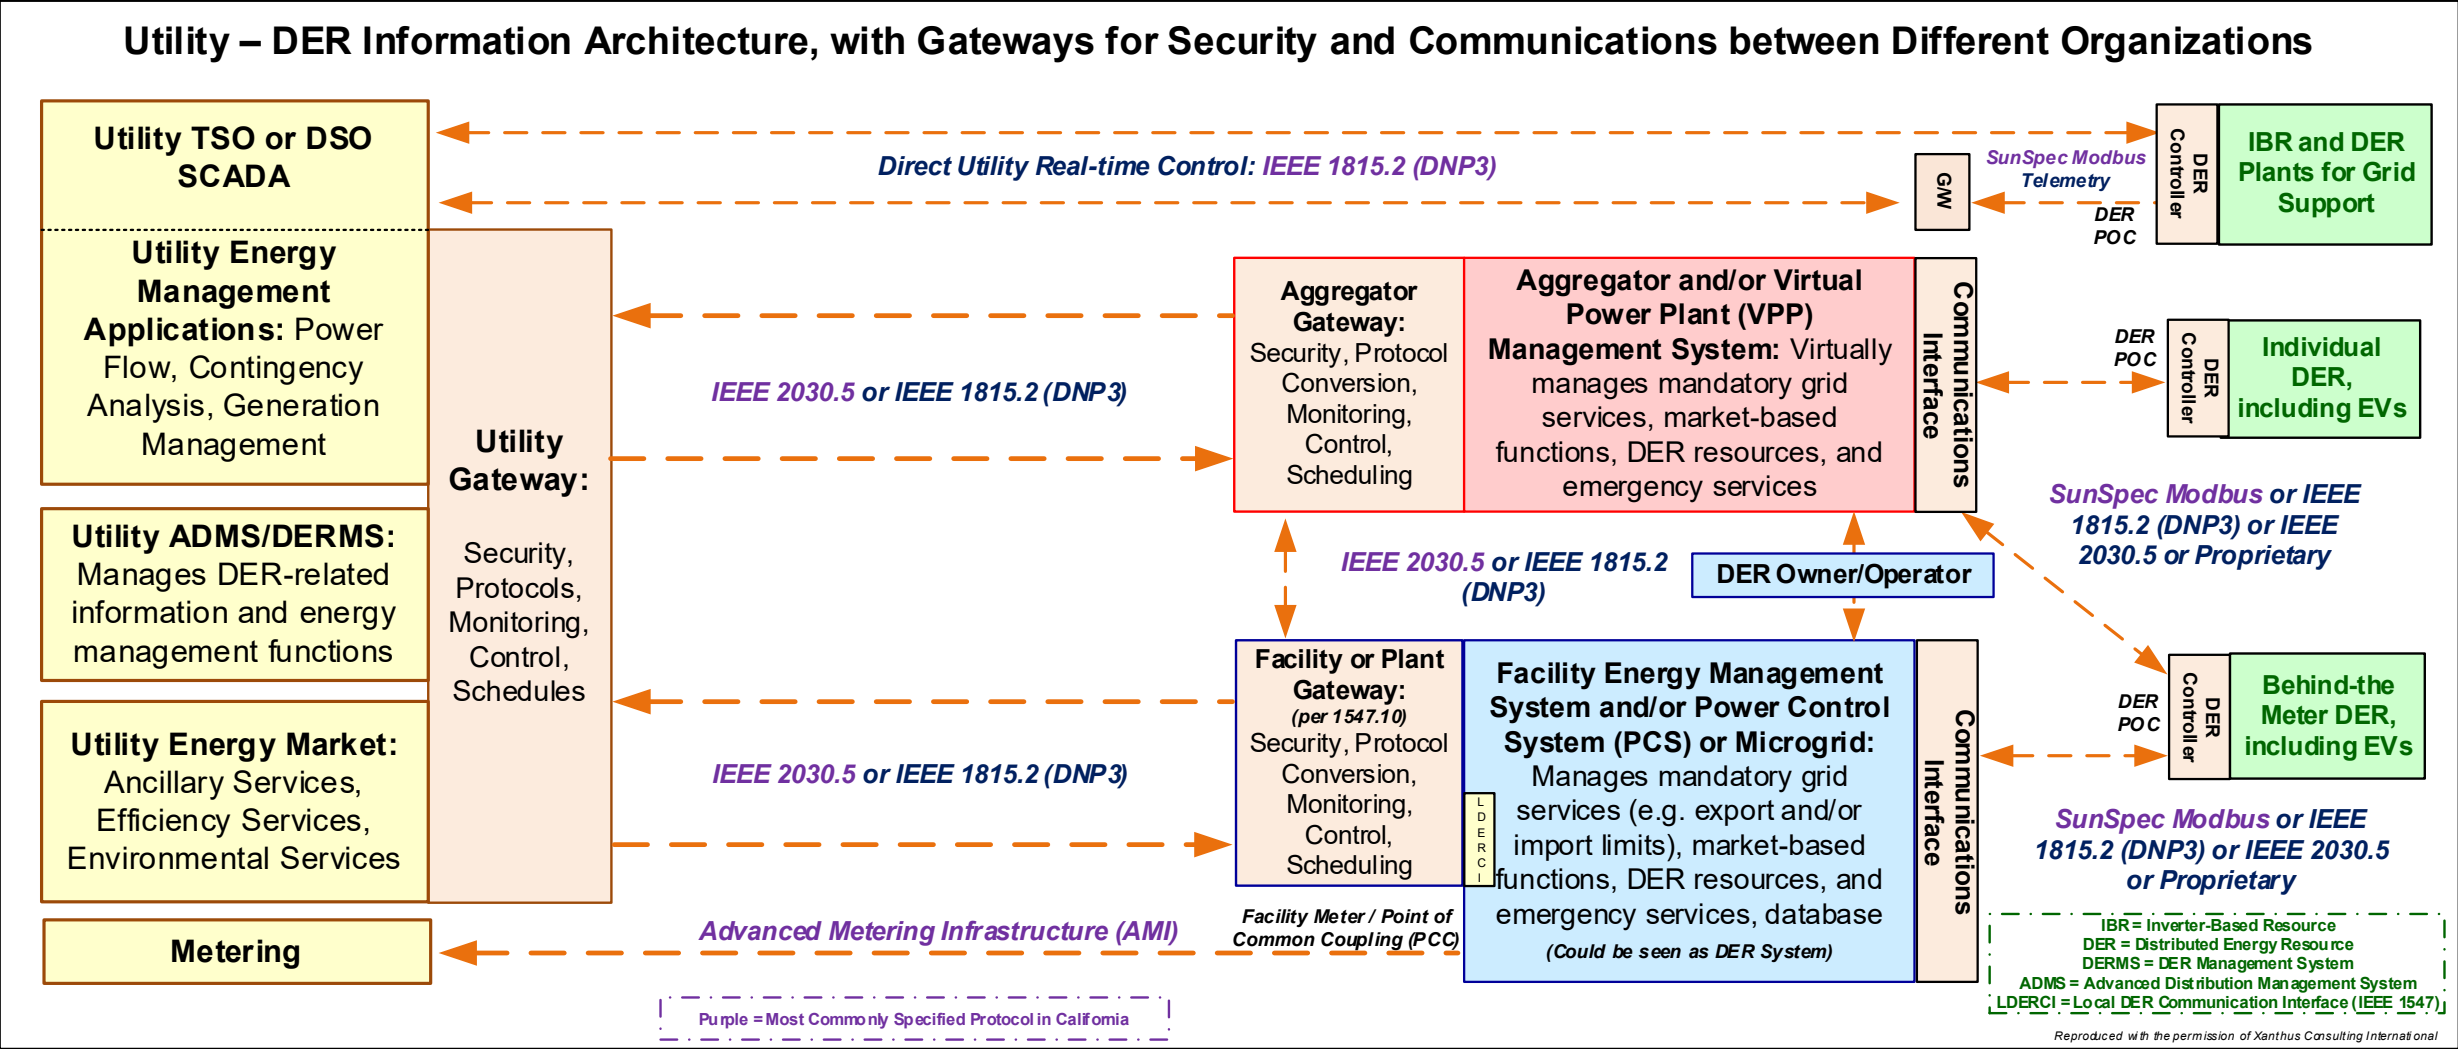 Utility – DER Information Architecture, with Gateways for Security and Communications between Different Organizations
Utility TSO or DSO
SCADA
Direct Utility Real-time Control: IEEE 1815.2 (DNP3)
G/W
SunSpec Modbus
Telemetry
DER
POC
DER
Controller
IBR and DER
Plants for Grid
Support
Utility Energy
Management
Applications: Power
Flow, Contingency
Analysis, Generation
Management
Utility
Gateway:
Security,
Protocols,
Monitoring,
Control,
Schedules
IEEE 2030.5 or IEEE 1815.2 (DNP3)
Aggregator
Gateway:
Security, Protocol
Conversion,
Monitoring,
Control,
Scheduling
Aggregator and/or Virtual
Power Plant (VPP)
Management System: Virtually
manages mandatory grid
services, market-based
functions, DER resources, and
emergency services
Communications
Interface
DER
POC
DER
Controller
Individual
DER,
including EVs
SunSpec Modbus or IEEE
1815.2 (DNP3) or IEEE
2030.5 or Proprietary
Utility ADMS/DERMS:
Manages DER-related
information and energy
management functions
IEEE 2030.5 or IEEE 1815.2
(DNP3)
DER Owner/Operator
Utility Energy Market:
Ancillary Services,
Efficiency Services,
Environmental Services
IEEE 2030.5 or IEEE 1815.2 (DNP3)
Facility or Plant
Gateway:
(per 1547.10)
Security, Protocol
Conversion,
Monitoring,
Control,
Scheduling
LDERCI
Facility Energy Management
System and/or Power Control
System (PCS) or Microgrid:
Manages mandatory grid
services (e.g. export and/or
import limits), market-based
functions, DER resources, and
emergency services, database
(Could be seen as DER System)
Communications
Interface
DER
POC
DER
Controller
Behind-the
Meter DER,
including EVs
SunSpec Modbus or IEEE
1815.2 (DNP3) or IEEE 2030.5
or Proprietary
Metering
Advanced Metering Infrastructure (AMI)
Facility Meter / Point of
Common Coupling (PCC)
Purple = Most Commonly Specified Protocol in California
IBR = Inverter-Based Resource
DER = Distributed Energy Resource
DERMS = DER Management System
ADMS = Advanced Distribution Management System
LDERCI = Local DER Communication Interface (IEEE 1547)
Reproduced with the permission of Xanthus Consulting International